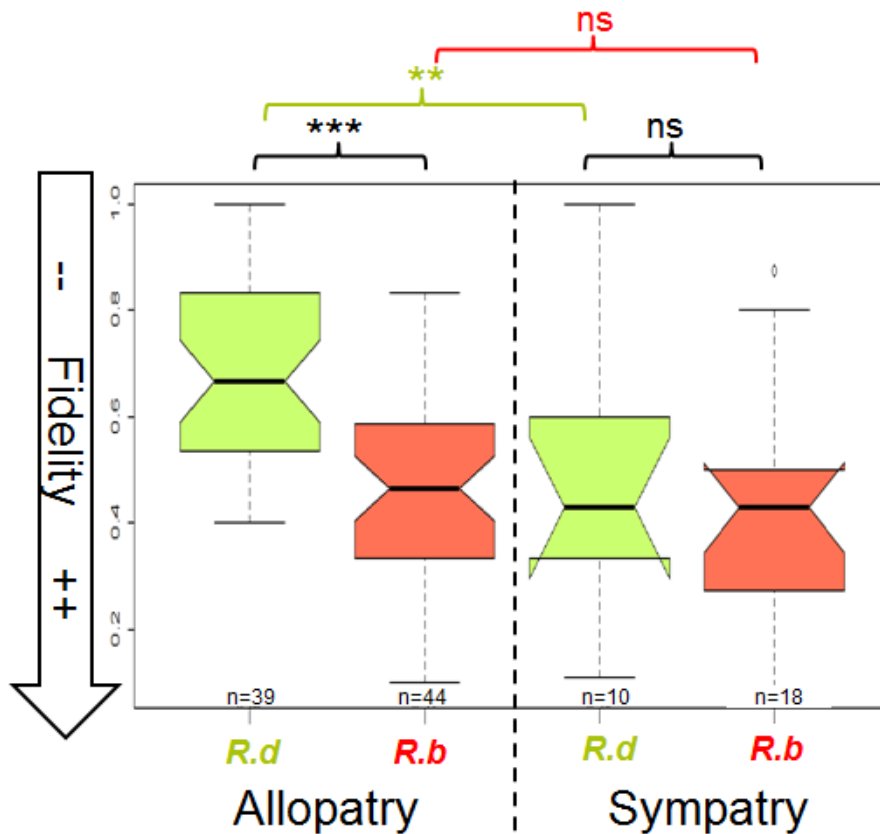 ns
**
***
ns
1.0
0.8
0.6
0.4
0.2
-- Fidelity ++
n=39
n=44
n=10
n=18
R.d
R.b
R.d
R.b
Allopatry
Sympatry